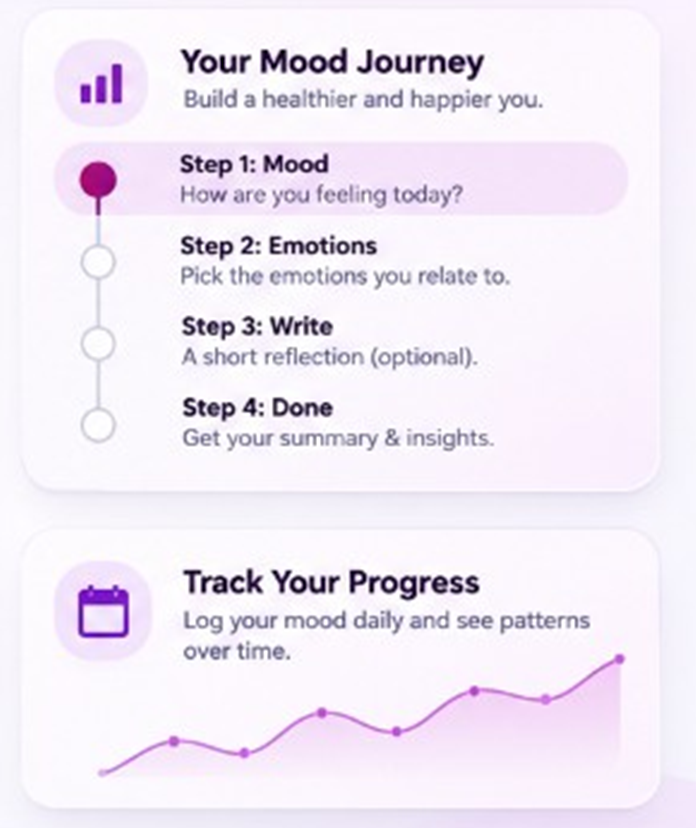 Your Mood Journey
Build a healthier and happier you.
Step 1: Mood
How are you feeling today?
Step 2: Emotions
Pick the emotions you relate to.
Step 3: Write
A short reflection (optional).
Step 4: Done
Get your summary & insights.
Track Your Progress
Log your mood daily and see patterns
over time.